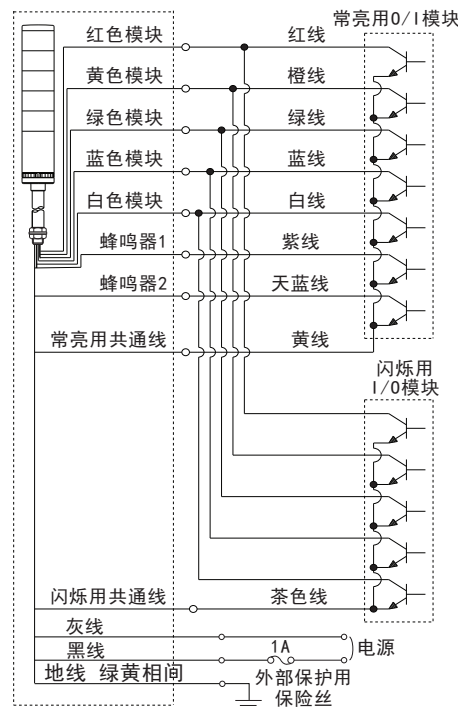 常亮用O/I模块
红色模块 红线
黄色模块 橙线
绿色模块 绿线
蓝色模块 蓝线
白色模块 白线
蜂鸣器1 紫线
蜂鸣器2 天蓝线
常亮用共通线 黄线
闪烁用
I/O模块
闪烁用共通线 茶色线
灰线
黑线 1A 电源
地线 绿黄相间 外部保护用
保险丝